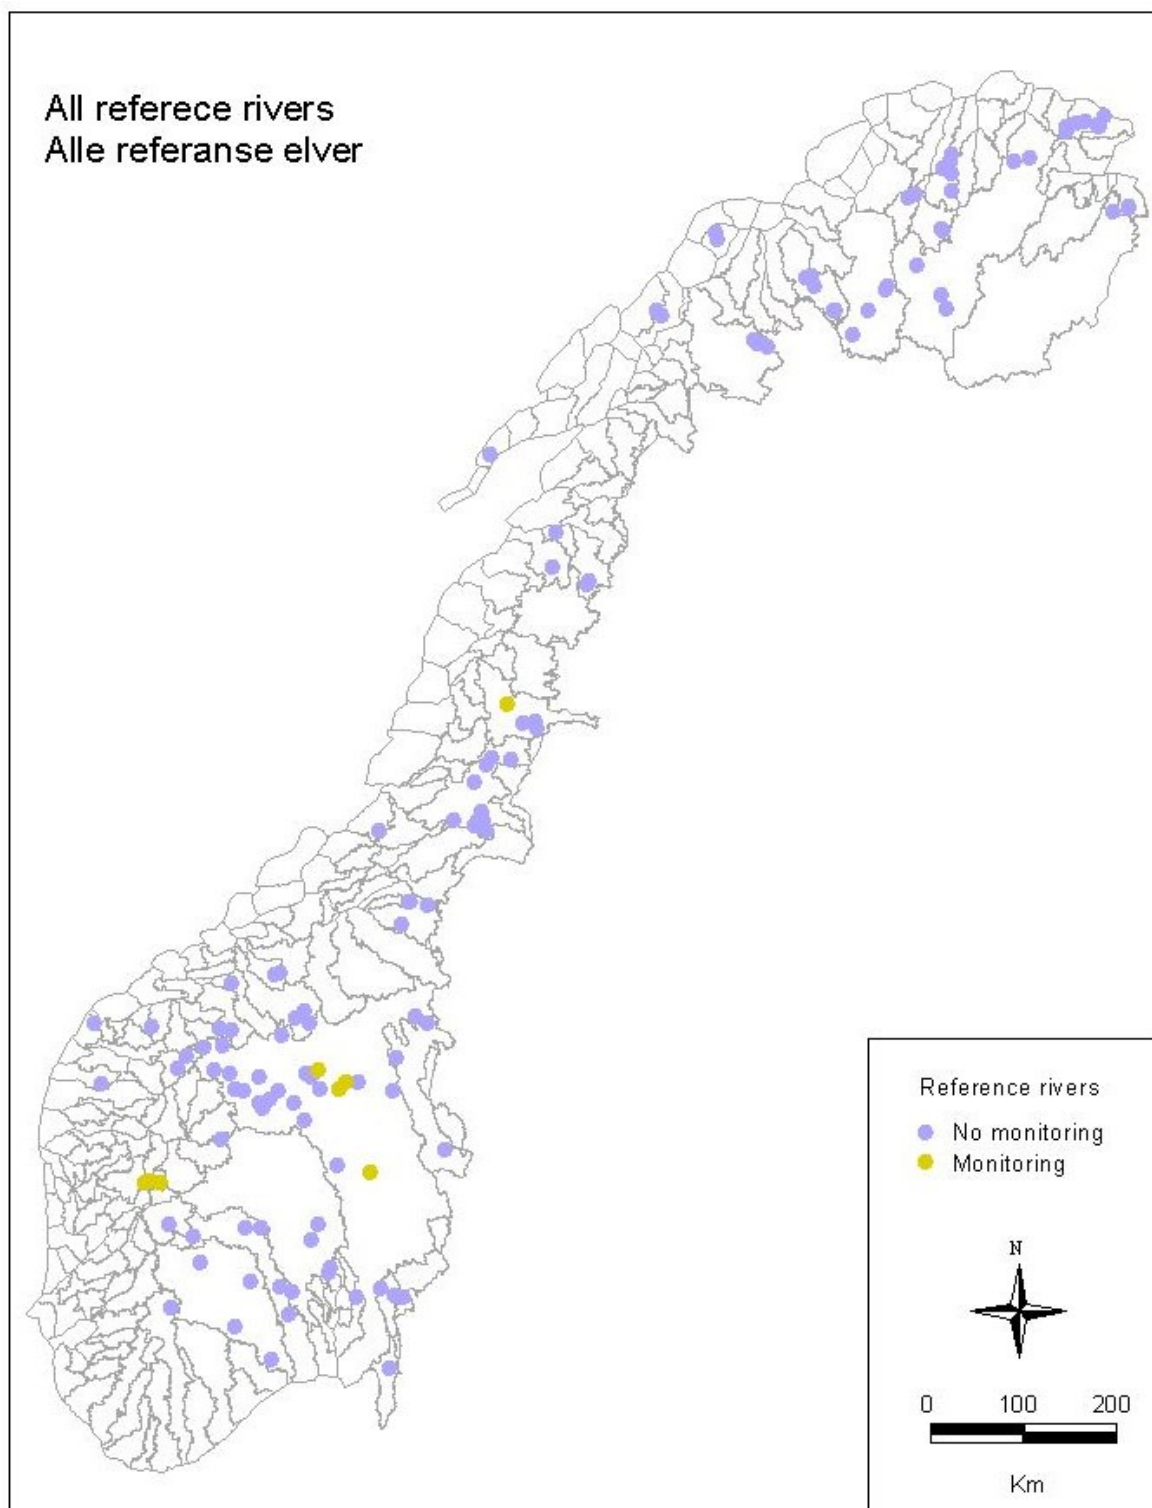 All referece rivers
Alle referanse elver
Reference rivers
No monitoring
Monitoring
N
0 100 200
Km